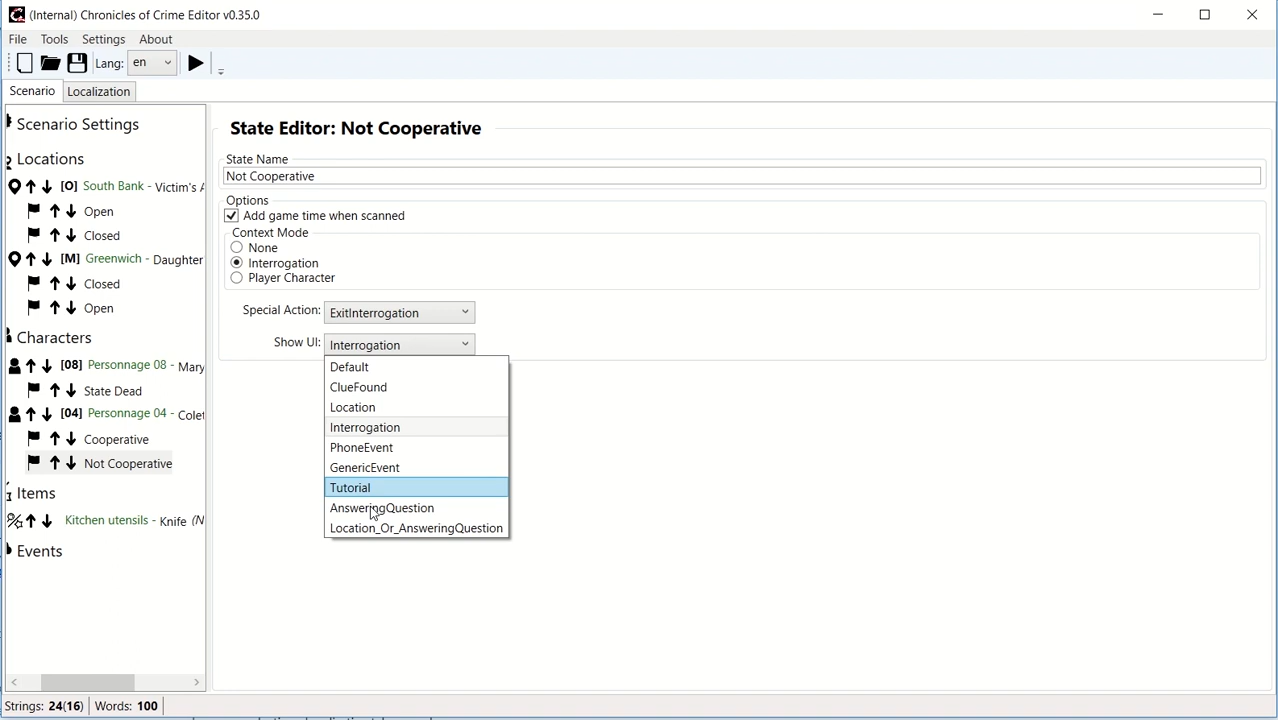 (Internal) Chronicles of Crime Editor v0.35.0
File Tools Settings About
Lang: en
Scenario Localization
Scenario Settings
Locations
[O] South Bank - Victim's
Open
Closed
[M] Greenwich - Daughter
Closed
Open
Characters
[08] Personnage 08 - Mary
State Dead
[04] Personnage 04 -
Cooperative
Not Cooperative
Items
Kitchen utensils - Knife
Events
State Editor: Not Cooperative
State Name
Not Cooperative
Options
Add game time when scanned
Context Mode
None
Interrogation
Player Character
Special Action: ExitInterrogation
Show UI: Interrogation
Default
ClueFound
Location
Interrogation
PhoneEvent
GenericEvent
Tutorial
AnsweringQuestion
Location_Or_AnsweringQuestion
Strings: 24(16) Words: 100